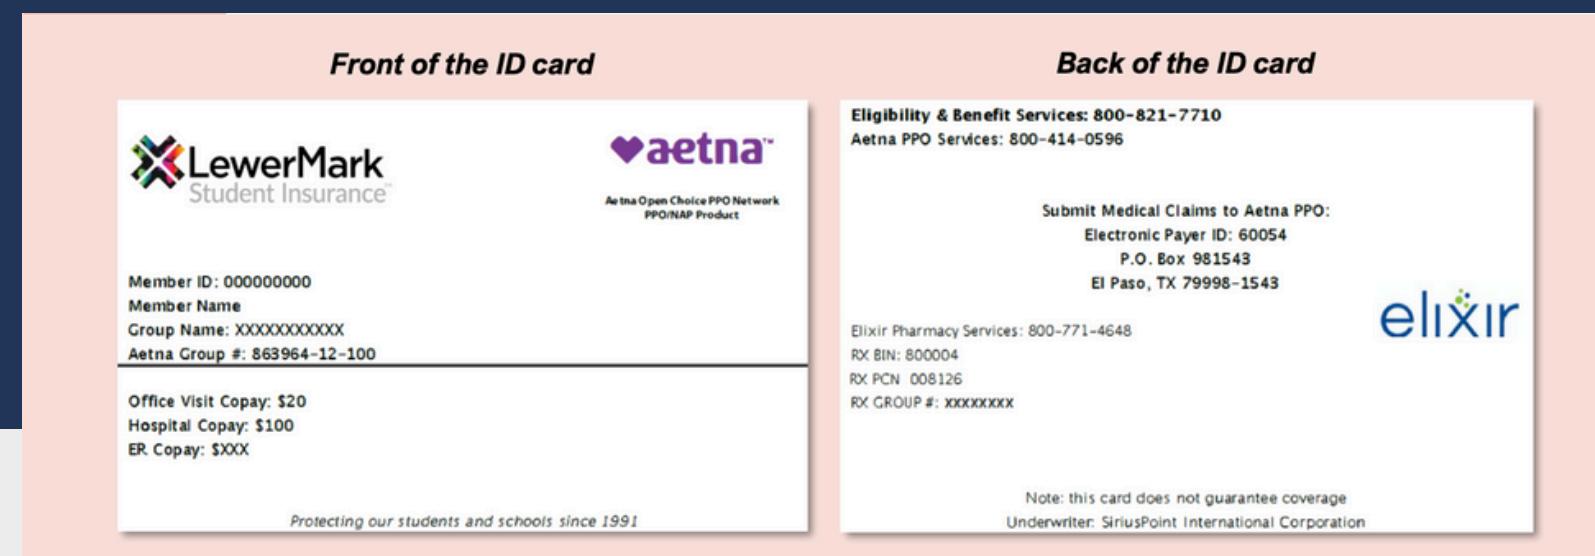 Front of the ID card
LewerMark
Student Insurance™
aetna™
Aetna Open Choice PPO Network
PPO/NAP Product
Member ID: 000000000
Member Name
Group Name: XXXXXXXXXXX
Aetna Group #: 863964-12-100
Office Visit Copay: $20
Hospital Copay: $100
ER Copay: $XXX
Protecting our students and schools since 1991
Back of the ID card
Eligibility & Benefit Services: 800-821-7710
Aetna PPO Services: 800-414-0596
Submit Medical Claims to Aetna PPO:
Electronic Payer ID: 60054
P.O. Box 981543
El Paso, TX 79998-1543
elixir
Elixir Pharmacy Services: 800-771-4648
RX BIN: 800004
RX PCN 008126
RX GROUP #: XXXXXXXX
Note: this card does not guarantee coverage
Underwriter: SiriusPoint International Corporation